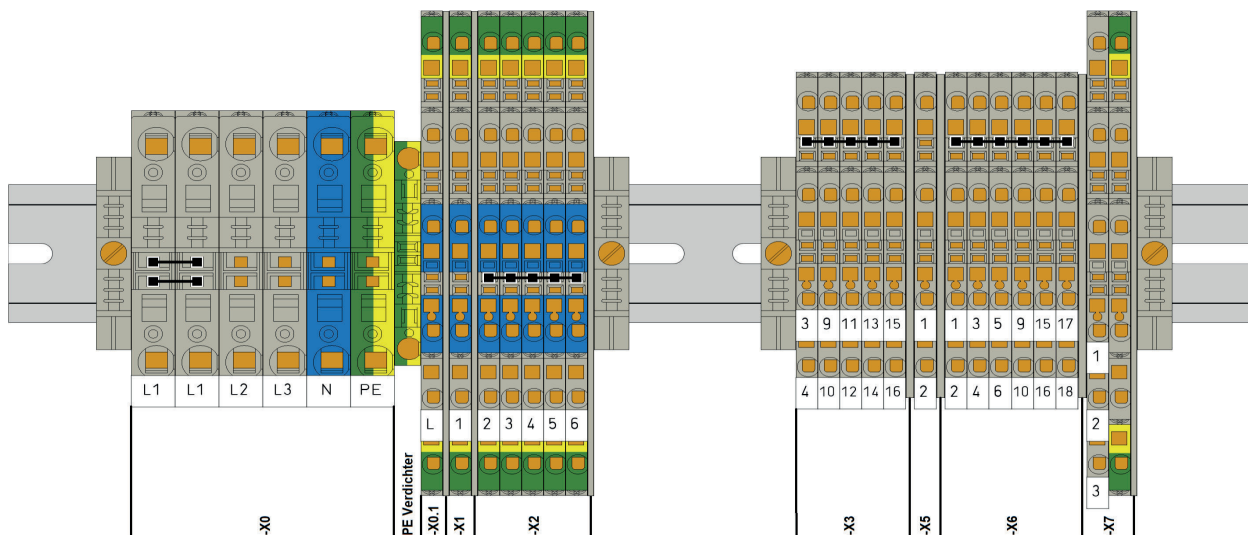 3 9 11 13 15 1 1 3 5 9 15 17
1
L1 L1 L2 L3 N PE
4 10 12 14 16 2 2 4 6 10 16 18
L 1 2 3 4 5 6
2
3
-X0
PE Verdichter
-X0.1
-X1
-X2
-X3
-X5
-X6
-X7